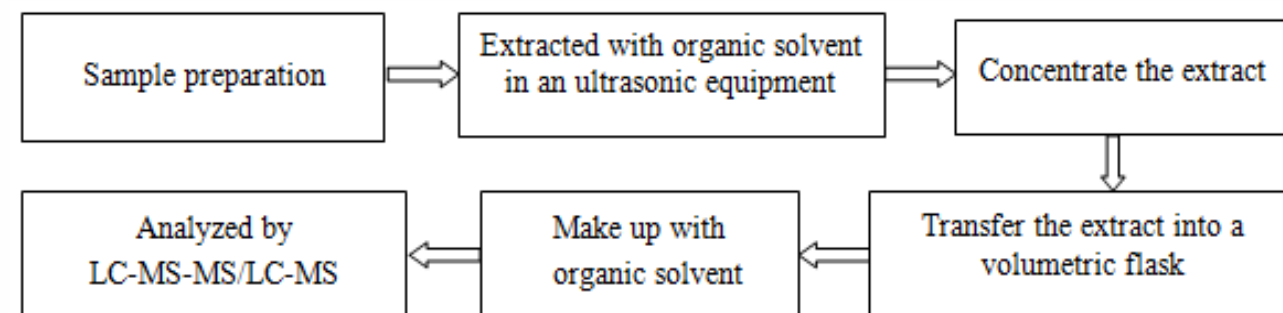 Sample preparation
Extracted with organic solvent
in an ultrasonic equipment
Concentrate the extract
Transfer the extract into a
volumetric flask
Make up with
organic solvent
Analyzed by
LC-MS-MS/LC-MS